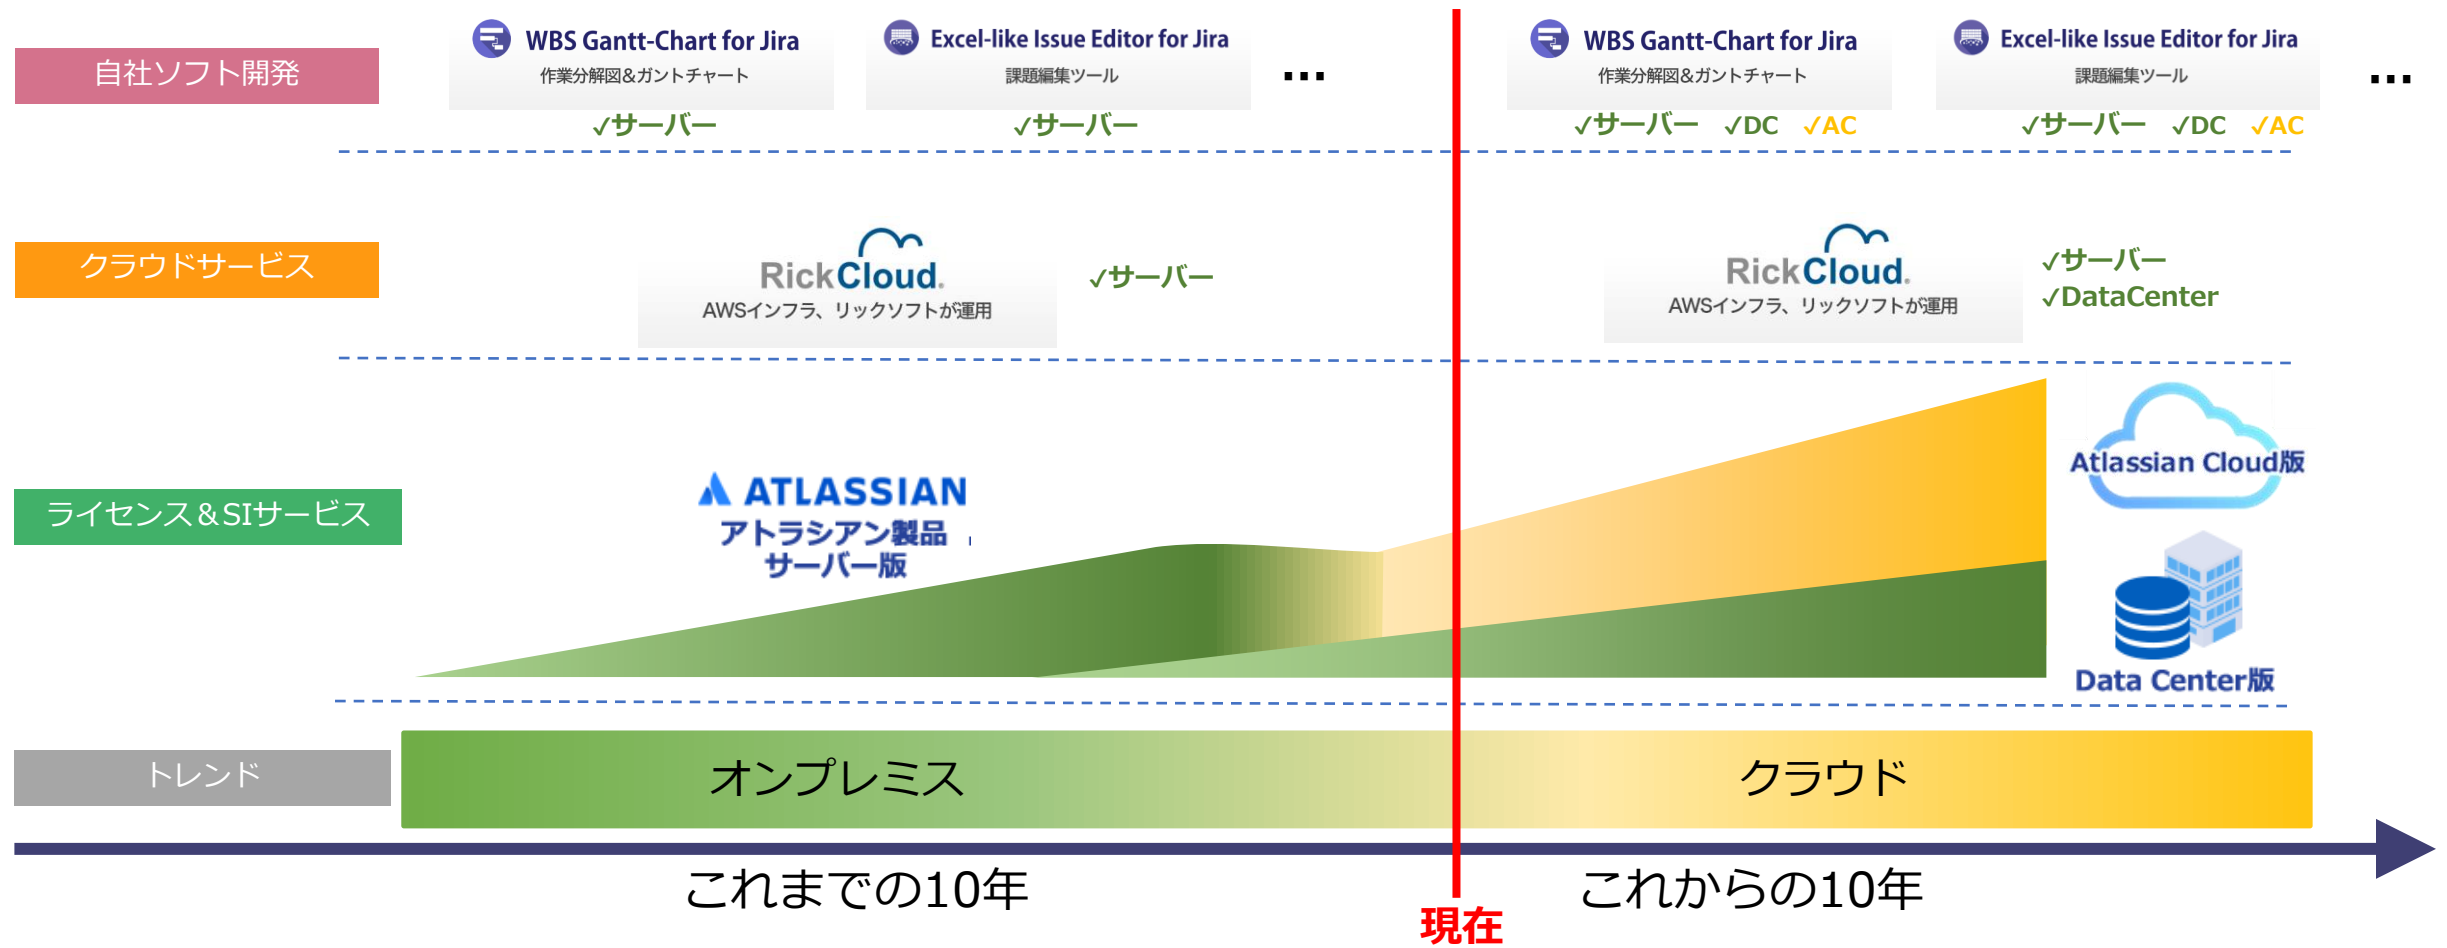 自社ソフト開発
WBS Gantt-Chart for Jira
作業分解図&ガントチャート
✓サーバー
Excel-like Issue Editor for Jira
課題編集ツール
✓サーバー
...
WBS Gantt-Chart for Jira
作業分解図&ガントチャート
✓サーバー ✓DC ✓AC
Excel-like Issue Editor for Jira
課題編集ツール
✓サーバー ✓DC ✓AC
...
クラウドサービス
RickCloud.
AWSインフラ、リックソフトが運用
✓サーバー
RickCloud.
AWSインフラ、リックソフトが運用
✓サーバー
✓DataCenter
ライセンス&SIサービス
ATLASSIAN
アトラシアン製品
サーバー版
Atlassian Cloud版
Data Center版
トレンド
オンプレミス
クラウド
これまでの10年
現在
これからの10年